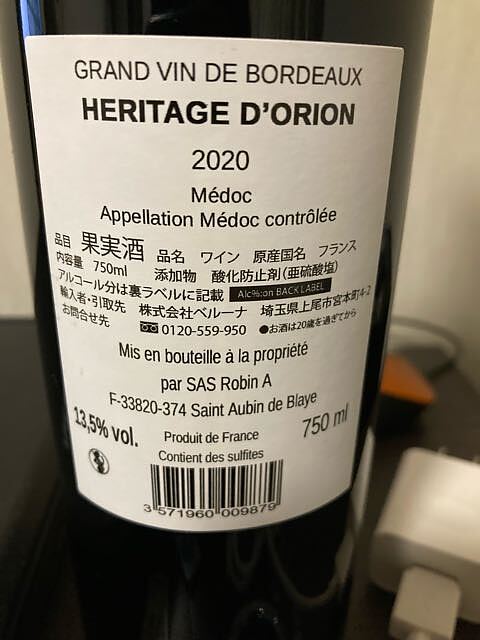 GRAND VIN DE BORDEAUX
HERITAGE D'ORION
2020
Médoc
Appellation Médoc contrôlée
品目 果実酒 品名 ワイン 原産国名 フランス
内容量 750ml 添加物 酸化防止剤(亜硫酸塩)
アルコール分は裏ラベルに記載 Alc%:on BACK LABEL
輸入者・引取先 株式会社ベルーナ 埼玉県上尾市宮本町4-2
お問合せ先 0120-559-950 ●お酒は20歳を過ぎてから
Mis en bouteille à la propriété
par SAS Robin A
F-33820-374 Saint Aubin de Blaye
13,5% vol. Produit de France 750 ml
Contient des sulfites
3 571960 009879